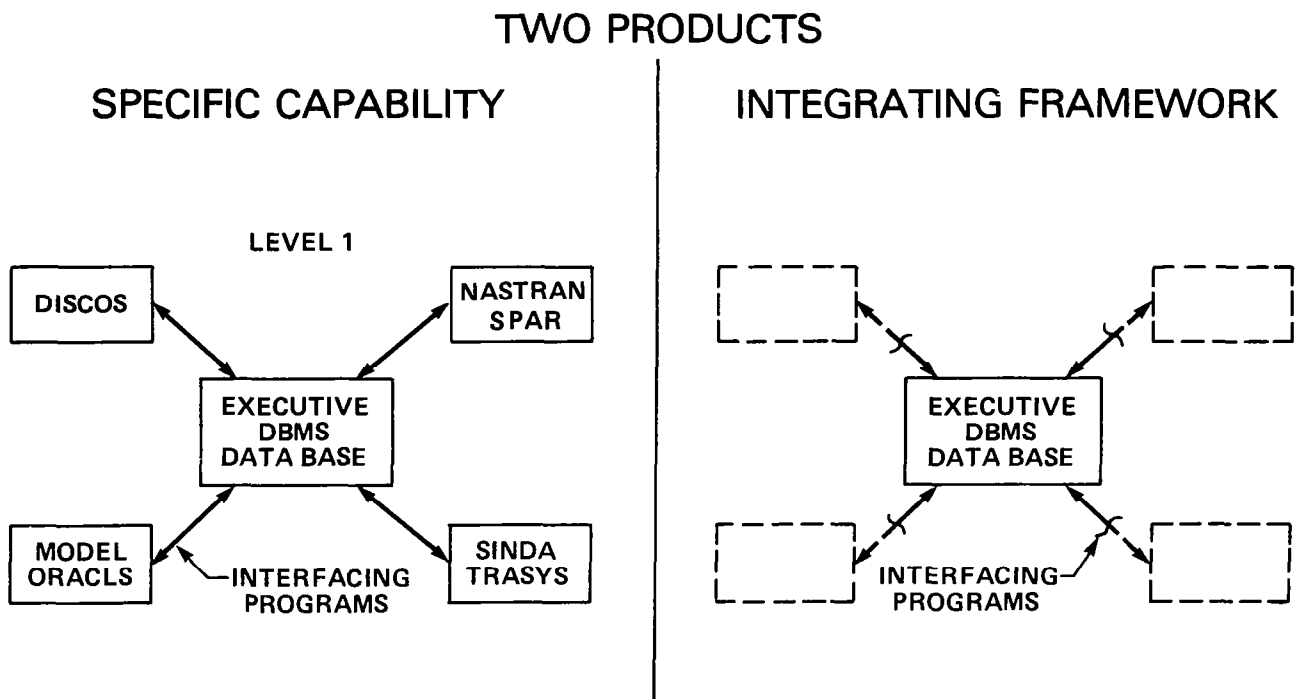 TWO PRODUCTS
SPECIFIC CAPABILITY
LEVEL 1
DISCOS
NASTRAN
SPAR
EXECUTIVE
DBMS
DATA BASE
MODEL
ORACLS
INTERFACING
PROGRAMS
SINDA
TRASYS
INTEGRATING FRAMEWORK
EXECUTIVE
DBMS
DATA BASE
INTERFACING
PROGRAMS